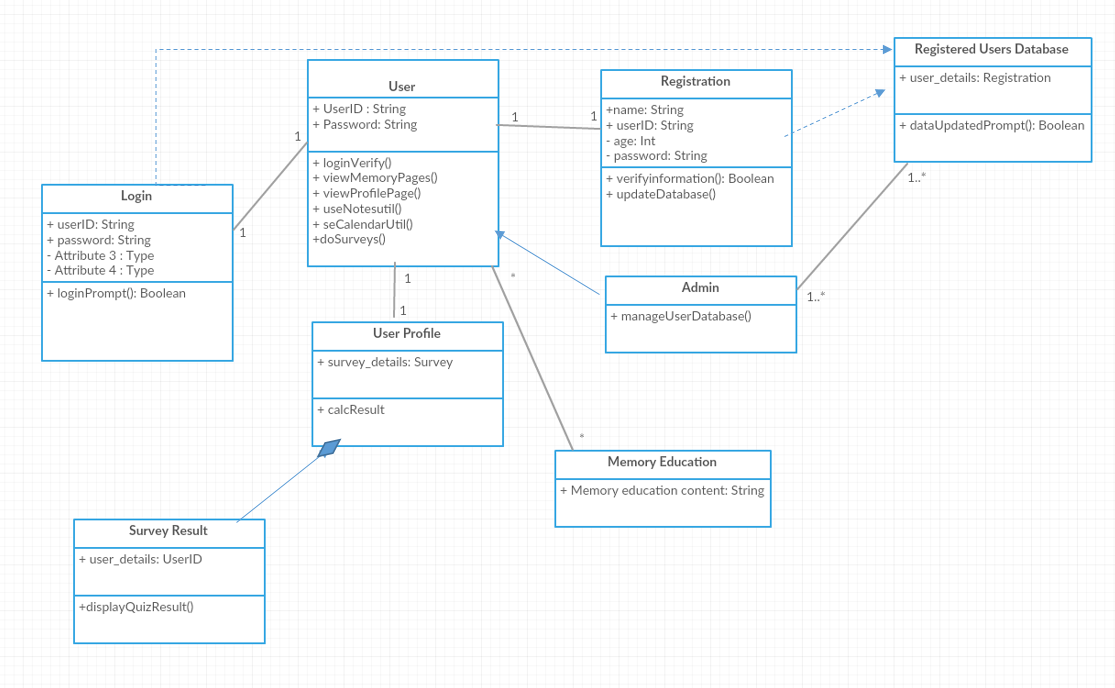 Registered Users Database
+ user_details: Registration
+ dataUpdatedPrompt(): Boolean
User
+ UserID : String
+ Password: String
+ loginVerify()
+ viewMemoryPages()
+ viewProfilePage()
+ useNotesutil()
+ seCalendarUtil()
+doSurveys()
Registration
+name: String
+ userID: String
- age: Int
- password: String
+ verifyinformation(): Boolean
+ updateDatabase()
1
1
1
1
1..*
1..*
Login
+ userID: String
+ password: String
- Attribute 3 : Type
- Attribute 4 : Type
+ loginPrompt(): Boolean
Admin
+ manageUserDatabase()
1
1
*
*
User Profile
+ survey_details: Survey
+ calcResult
Memory Education
+ Memory education content: String
Survey Result
+ user_details: UserID
+displayQuizResult()